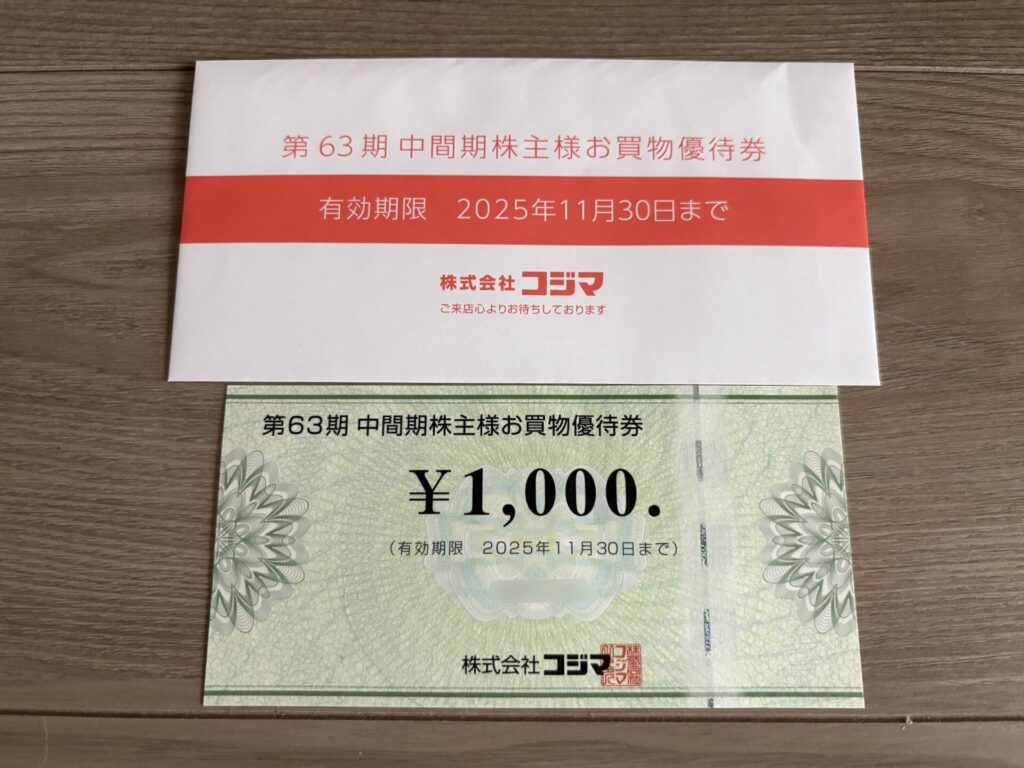 第63期 中間期株主様お買物優待券
有効期限 2025年11月30日まで
株式会社 コジマ
ご来店心よりお待ちしております
第63期 中間期株主様お買物優待券
¥1,000.
(有効期限 2025年11月30日まで)
株式会社 コジマ